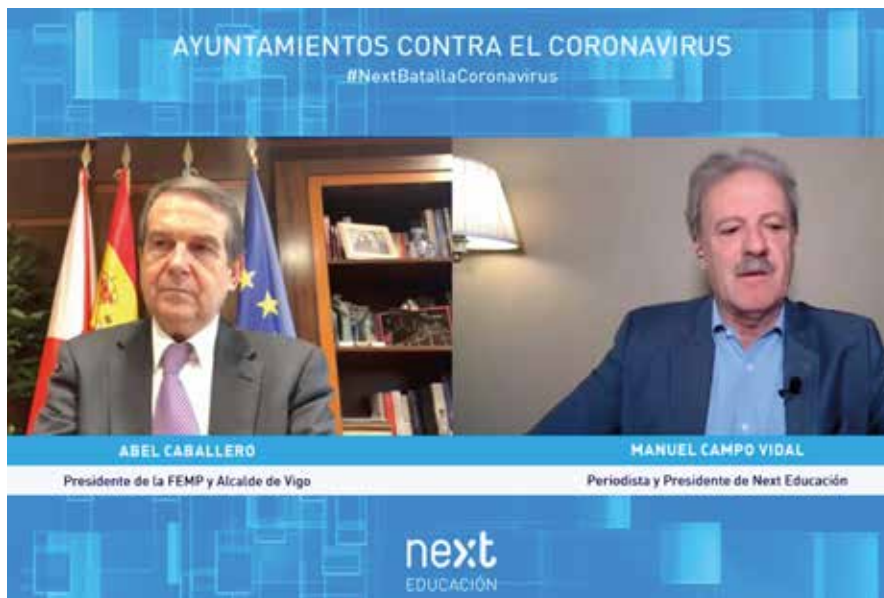 AYUNTAMIENTOS CONTRA EL CORONAVIRUS
#NextBatallaCoronavirus
ABEL CABALLERO
Presidente de la FEMP y Alcalde de Vigo
MANUEL CAMPO VIDAL
Periodista y Presidente de Next Educación
next
EDUCACIÓN